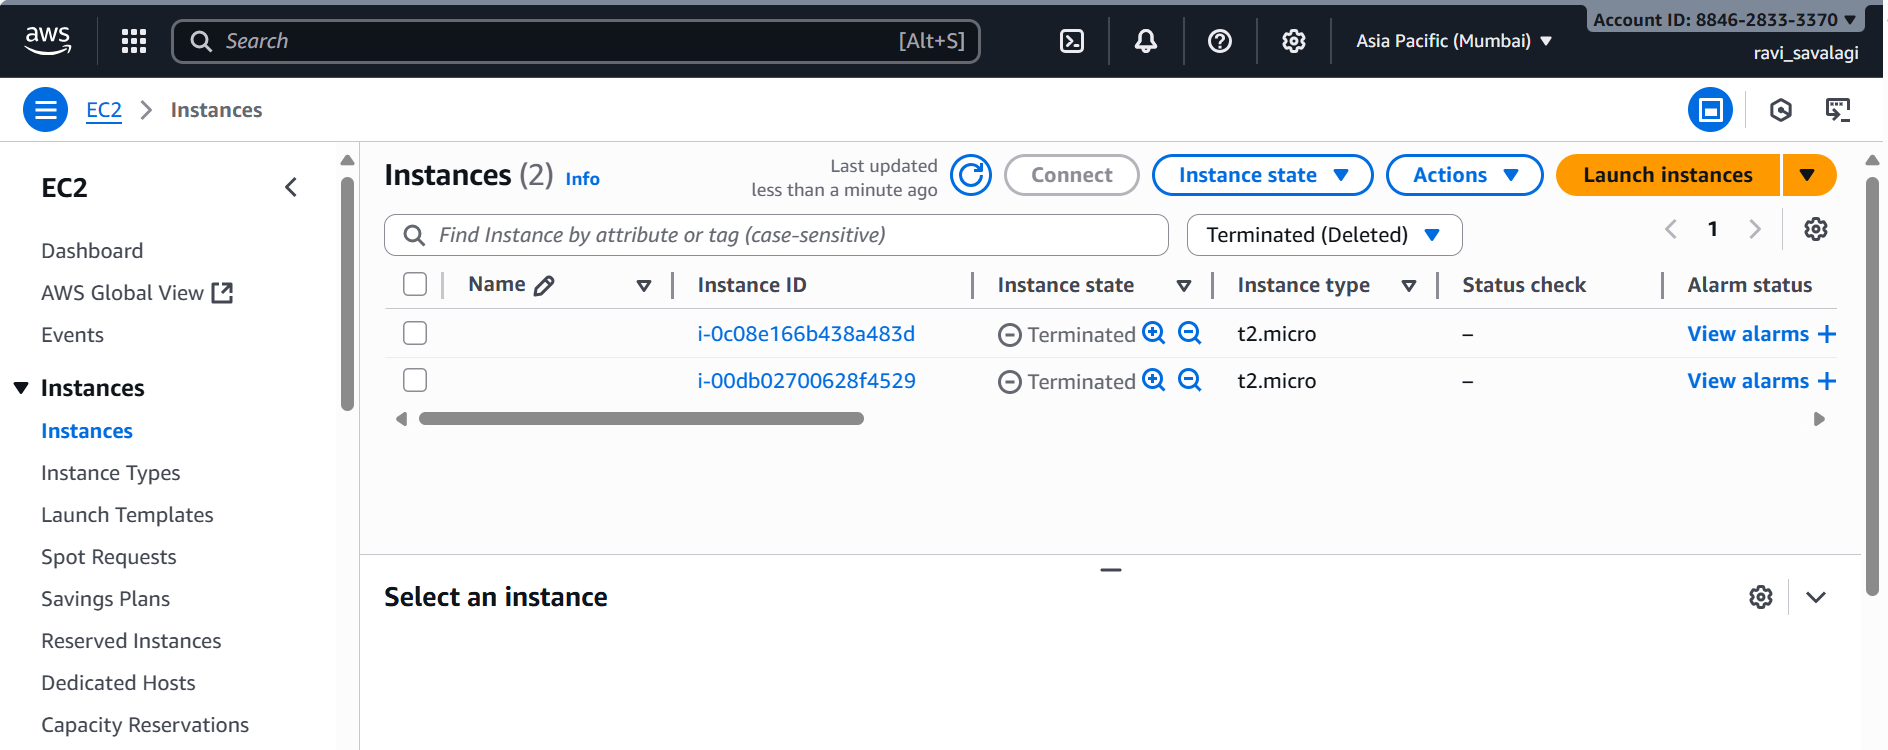 aws
Search
[Alt+S]
Asia Pacific (Mumbai)
Account ID: 8846-2833-3370
ravi_savalagi
EC2
Instances
EC2
Dashboard
AWS Global View
Events
Instances
Instances
Instance Types
Launch Templates
Spot Requests
Savings Plans
Reserved Instances
Dedicated Hosts
Capacity Reservations
Instances (2) Info
Last updated
less than a minute ago
Connect
Instance state
Actions
Launch instances
Find Instance by attribute or tag (case-sensitive)
Terminated (Deleted)
1
Name Instance ID Instance state Instance type Status check Alarm status
i-0c08e166b438a483d Terminated t2.micro – View alarms +
i-00db02700628f4529 Terminated t2.micro – View alarms +
Select an instance